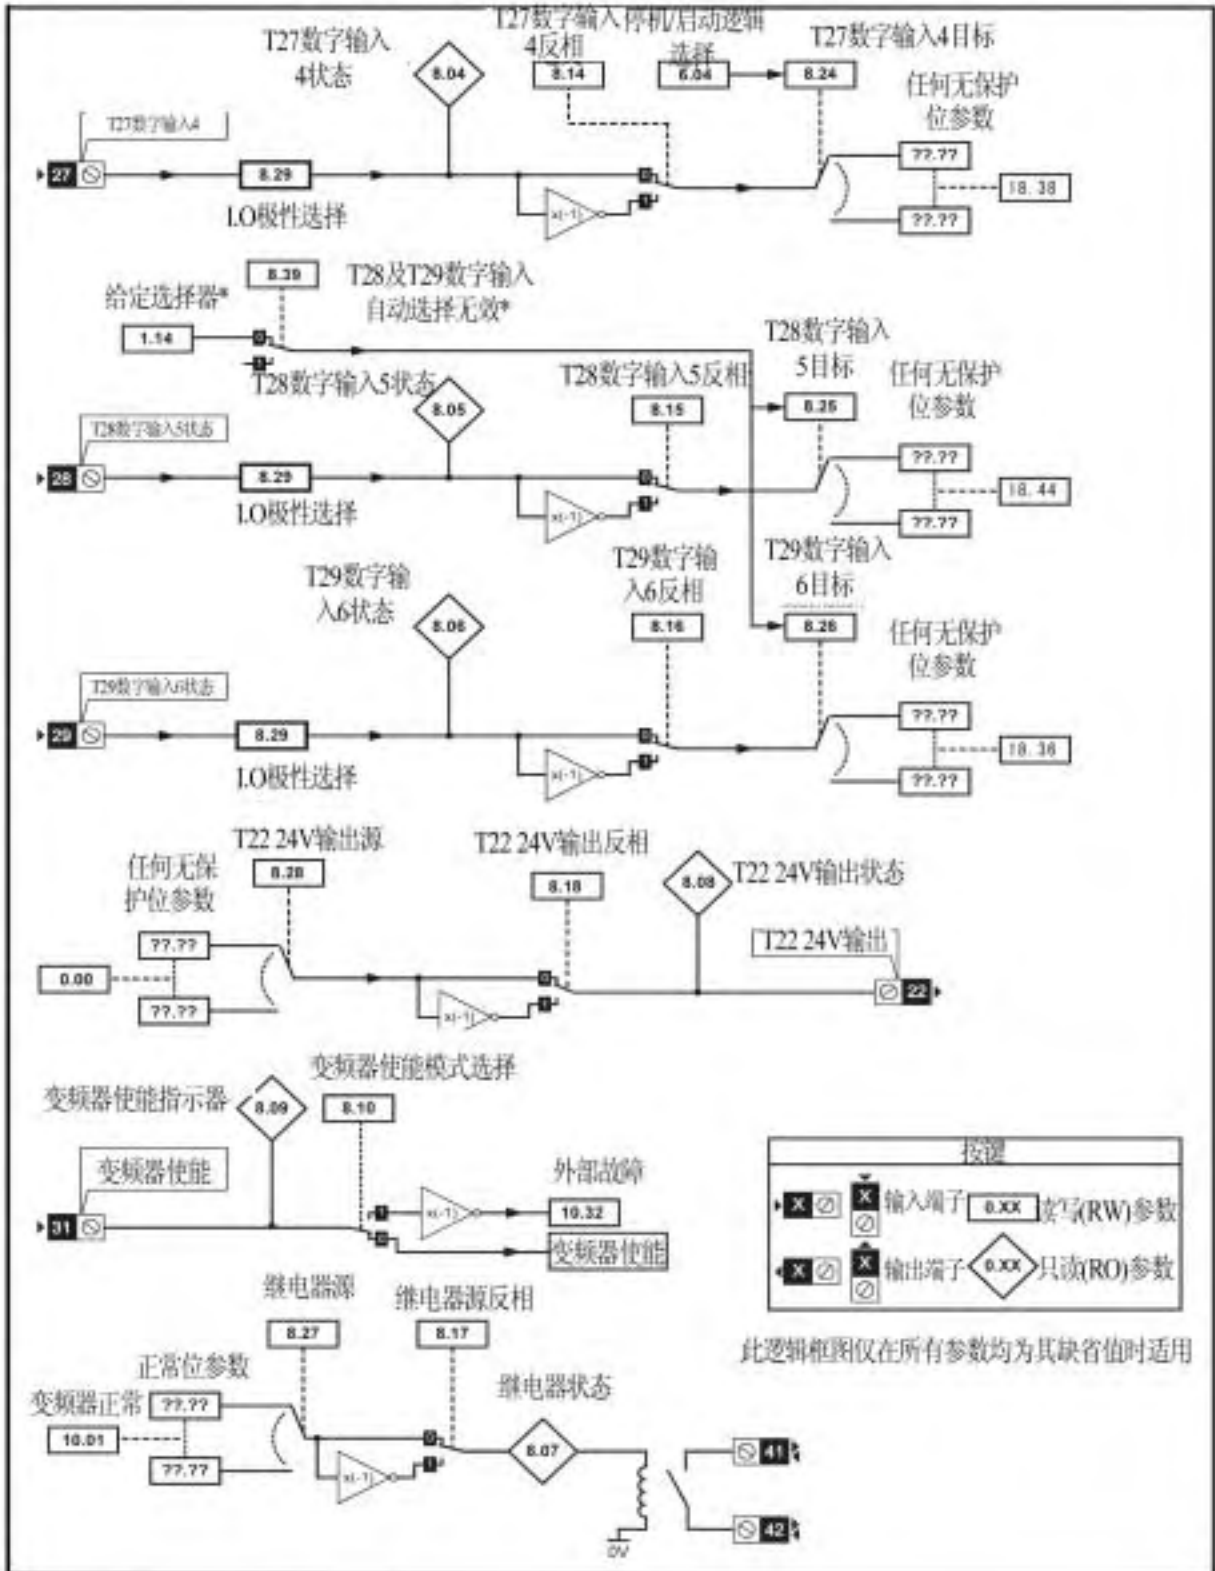 T27数字输入
4状态
8.04
T27数字输入
4反相
8.14
停机/启动逻辑
选择
6.04
T27数字输入4目标
8.24
任何无保护
位参数
T27数字输入4
27
8.29
I.O极性选择
x(-1)
0
1
??.??
??.??
18.38
8.39
T28及T29数字输入
自动选择无效*
给定选择器*
1.14
0
1
T28数字输入5状态
8.05
T28数字输入5反相
8.15
T28数字输入
5目标
8.25
任何无保护
位参数
T28数字输入5状态
28
8.29
I.O极性选择
x(-1)
0
1
??.??
??.??
18.44
T29数字输
入6状态
8.06
T29数字输
入6反相
8.16
T29数字输入
6目标
8.26
任何无保护
位参数
T29数字输入6状态
29
8.29
I.O极性选择
x(-1)
0
1
??.??
??.??
18.36
任何无保
护位参数
T22 24V输出源
8.28
T22 24V输出反相
8.18
8.08
T22 24V输出状态
??.??
0.00
??.??
x(-1)
0
1
T22 24V输出
22
变频器使能指示器
8.09
变频器使能模式选择
8.10
变频器使能
31
1
0
x(-1)
外部故障
10.32
变频器使能
按键
X
X
输入端子
0.XX
读写(RW)参数
X
X
输出端子
0.XX
只读(RO)参数
此逻辑框图仅在所有参数均为其缺省值时适用
继电器源
8.27
继电器源反相
8.17
正常位参数
变频器正常
??.??
10.01
??.??
x(-1)
0
1
继电器状态
8.07
0V
41
42